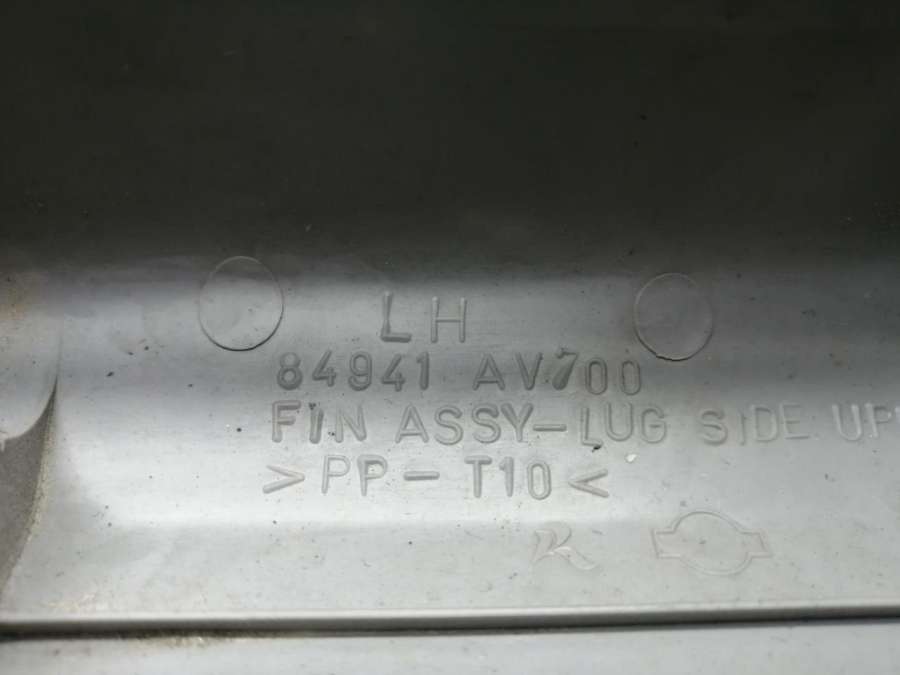 LH
84941 AV700
FIN ASSY-LUG SIDE UP
>PP-T10<